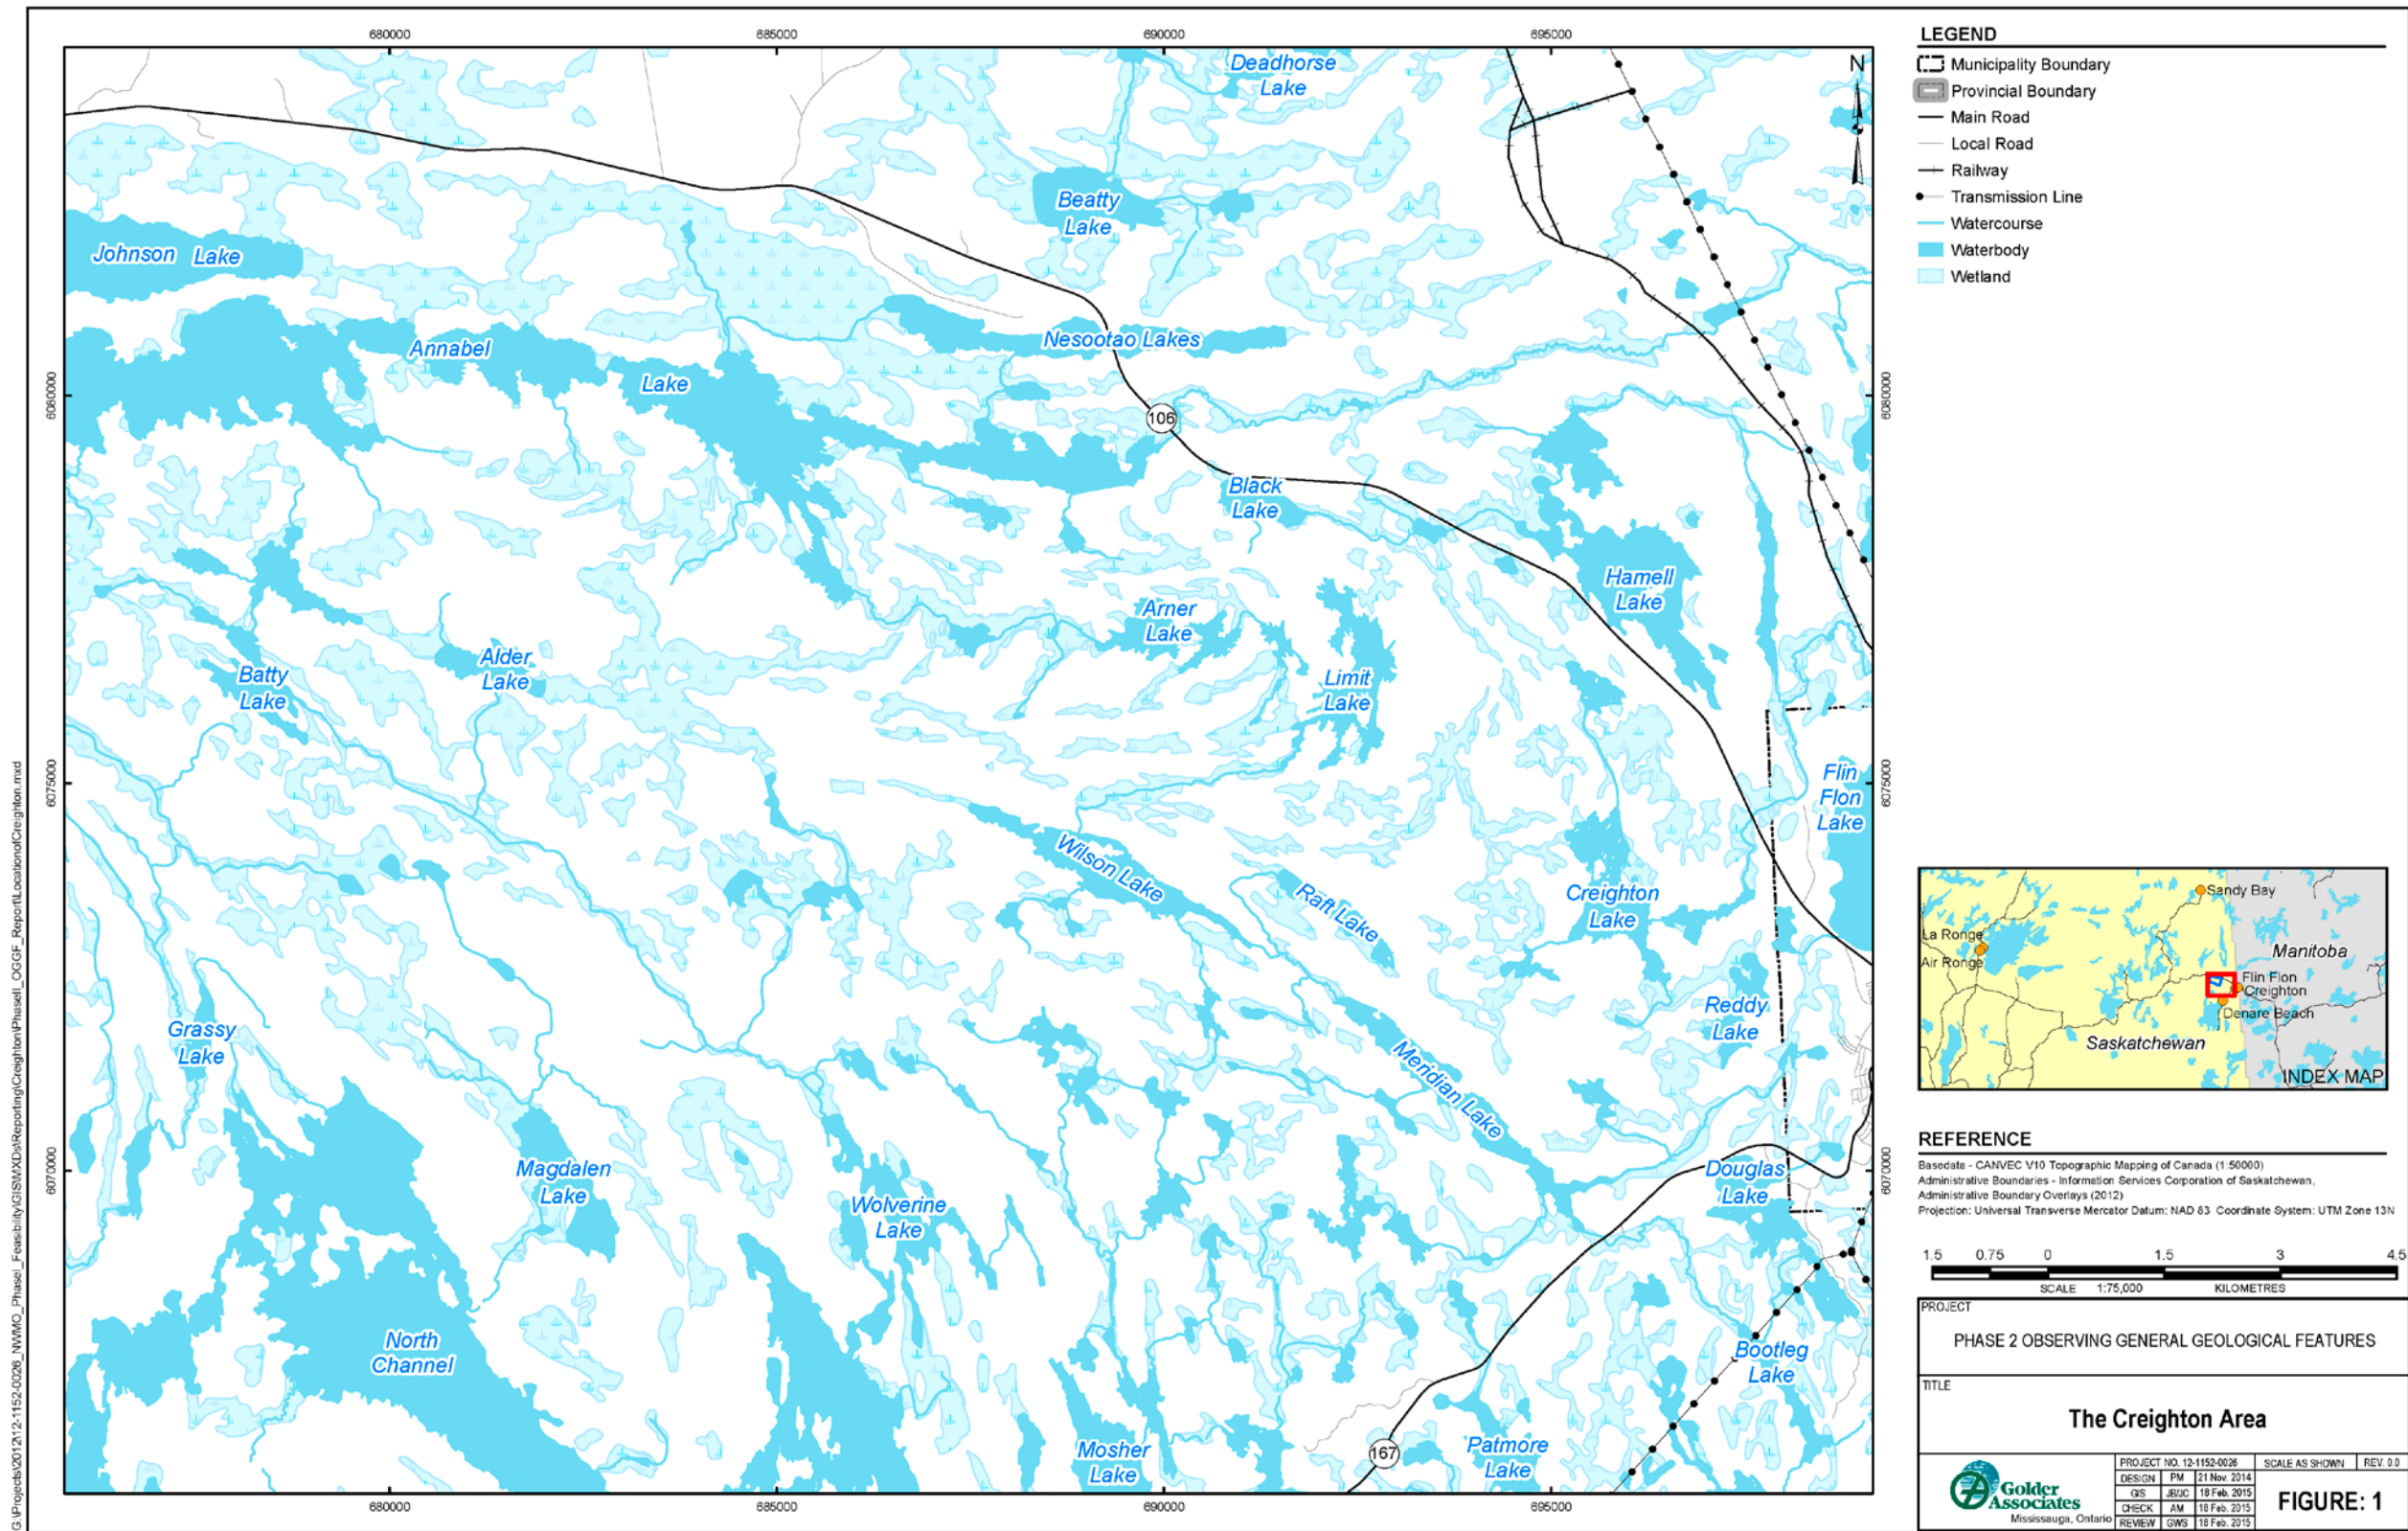 680000
685000
690000
695000
Deadhorse
Lake
N
Beatty
Lake
Johnson Lake
Annabel
Lake
Nesootao Lakes
6080000
6080000
106
Black
Lake
Hamell
Lake
Arner
Lake
Alder
Lake
Batty
Lake
Limit
Lake
6075000
6075000
Flin
Flon
Lake
Wilson Lake
Raft Lake
Creighton
Lake
Grassy
Lake
Reddy
Lake
Meridian Lake
6070000
6070000
Magdalen
Lake
Wolverine
Lake
Douglas
Lake
North
Channel
Bootleg
Lake
Mosher
Lake
167
Patmore
Lake
680000
685000
690000
695000
LEGEND
Municipality Boundary
Provincial Boundary
Main Road
Local Road
Railway
Transmission Line
Watercourse
Waterbody
Wetland
Sandy Bay
La Ronge
Air Ronge
Manitoba
Flin Flon
Creighton
Denare Beach
Saskatchewan
INDEX MAP
REFERENCE
Basedata - CANVEC V10 Topographic Mapping of Canada (1:50000)
Administrative Boundaries - Information Services Corporation of Saskatchewan,
Administrative Boundary Overlays (2012)
Projection: Universal Transverse Mercator Datum: NAD 83 Coordinate System: UTM Zone 13N
1.5 0.75 0 1.5 3 4.5
SCALE 1:75,000 KILOMETRES
PROJECT
PHASE 2 OBSERVING GENERAL GEOLOGICAL FEATURES
TITLE
The Creighton Area
Golder
Associates
Mississauga, Ontario
PROJECT NO. 12-1152-0026 SCALE AS SHOWN REV. 0.0
DESIGN PM 21 Nov. 2014
GIS JB/JC 18 Feb. 2015
CHECK AM 18 Feb. 2015
REVIEW GWS 18 Feb. 2015
FIGURE: 1